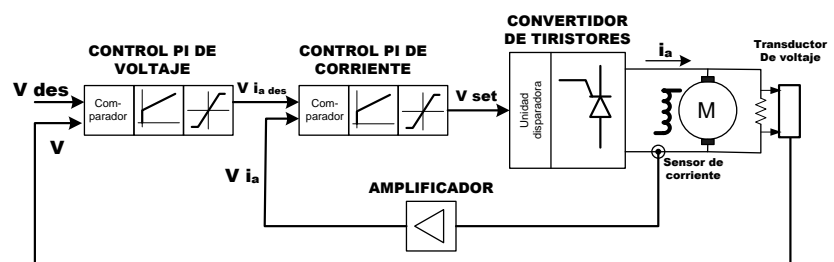 CONVERTIDOR
DE TIRISTORES
CONTROL PI DE
VOLTAJE
CONTROL PI DE
CORRIENTE
iₐ
Transductor
De voltaje
V des
Com-
parador
V iₐ des
Com-
parador
V set
Unidad
disparadora
M
V
V iₐ
Sensor de
corriente
AMPLIFICADOR